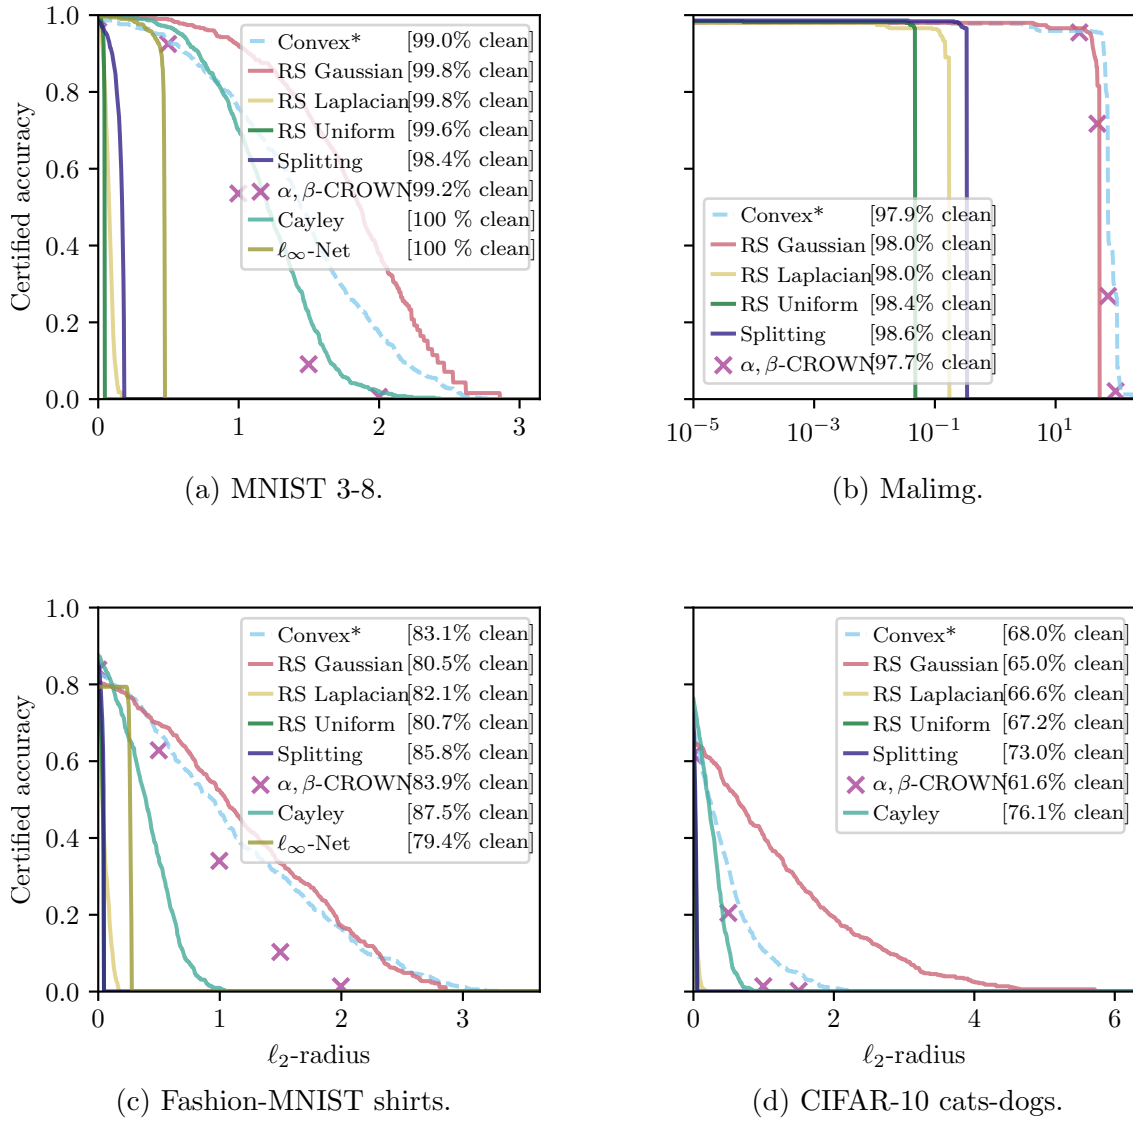 1.0
0.8
0.6
0.4
0.2
0.0
Certified accuracy
0 1 2 3
Convex* [99.0% clean]
RS Gaussian [99.8% clean]
RS Laplacian [99.8% clean]
RS Uniform [99.6% clean]
Splitting [98.4% clean]
α, β-CROWN [99.2% clean]
Cayley [100 % clean]
ℓ∞-Net [100 % clean]
(a) MNIST 3-8.
Convex* [97.9% clean]
RS Gaussian [98.0% clean]
RS Laplacian [98.0% clean]
RS Uniform [98.4% clean]
Splitting [98.6% clean]
α, β-CROWN [97.7% clean]
10⁻⁵ 10⁻³ 10⁻¹ 10¹
(b) Malimg.
1.0
0.8
0.6
0.4
0.2
0.0
Certified accuracy
Convex* [83.1% clean]
RS Gaussian [80.5% clean]
RS Laplacian [82.1% clean]
RS Uniform [80.7% clean]
Splitting [85.8% clean]
α, β-CROWN [83.9% clean]
Cayley [87.5% clean]
ℓ∞-Net [79.4% clean]
0 1 2 3
ℓ₂-radius
(c) Fashion-MNIST shirts.
Convex* [68.0% clean]
RS Gaussian [65.0% clean]
RS Laplacian [66.6% clean]
RS Uniform [67.2% clean]
Splitting [73.0% clean]
α, β-CROWN [61.6% clean]
Cayley [76.1% clean]
0 2 4 6
ℓ₂-radius
(d) CIFAR-10 cats-dogs.